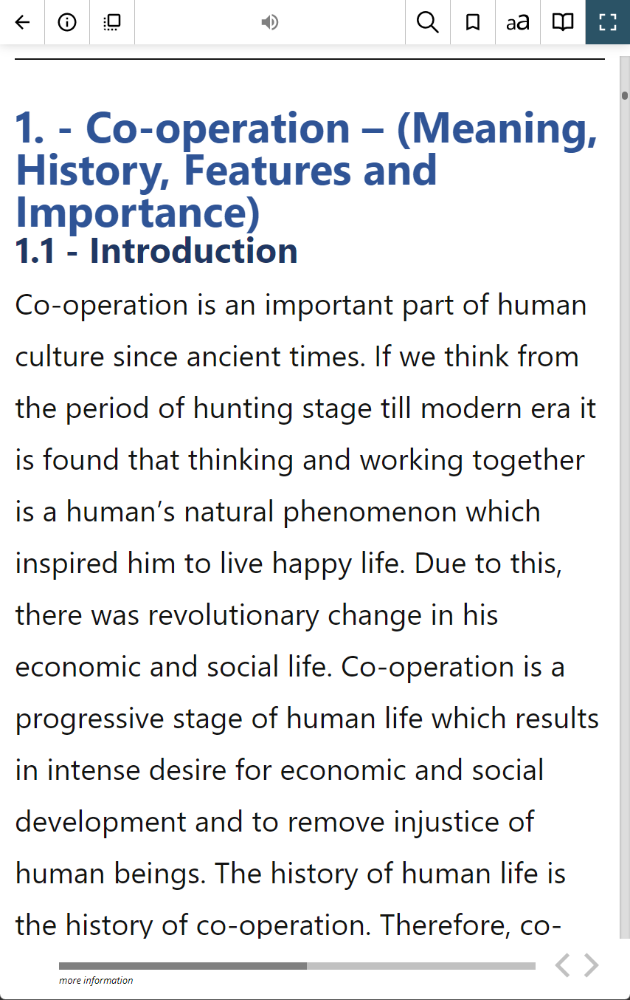 aa
1. - Co-operation – (Meaning,
History, Features and
Importance)
1.1 - Introduction
Co-operation is an important part of human
culture since ancient times. If we think from
the period of hunting stage till modern era it
is found that thinking and working together
is a human’s natural phenomenon which
inspired him to live happy life. Due to this,
there was revolutionary change in his
economic and social life. Co-operation is a
progressive stage of human life which results
in intense desire for economic and social
development and to remove injustice of
human beings. The history of human life is
the history of co-operation. Therefore, co-
more information